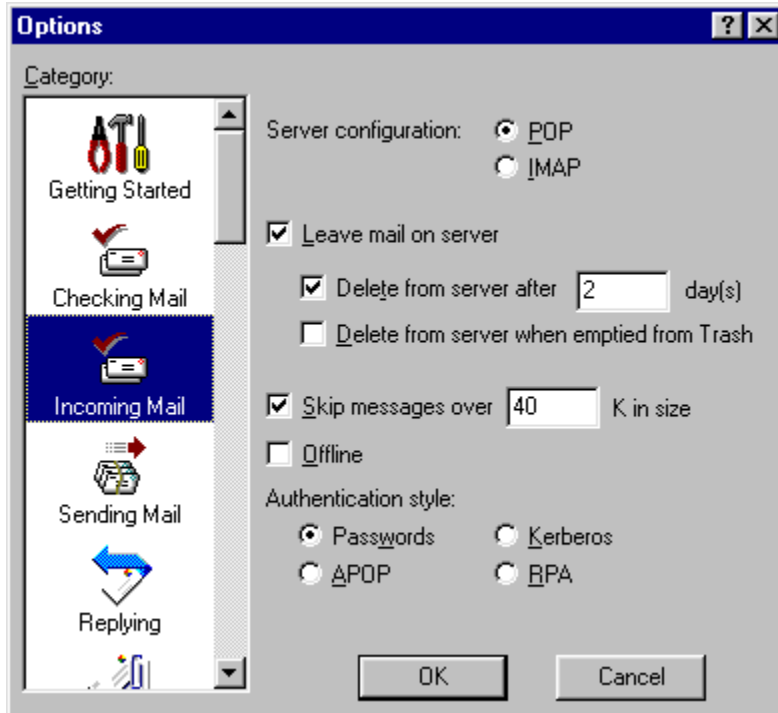 Options
Category:
Getting Started
Checking Mail
Incoming Mail
Sending Mail
Replying
Server configuration:
POP
IMAP
Leave mail on server
Delete from server after 2 day(s)
Delete from server when emptied from Trash
Skip messages over 40 K in size
Offline
Authentication style:
Passwords Kerberos
APOP RPA
OK Cancel